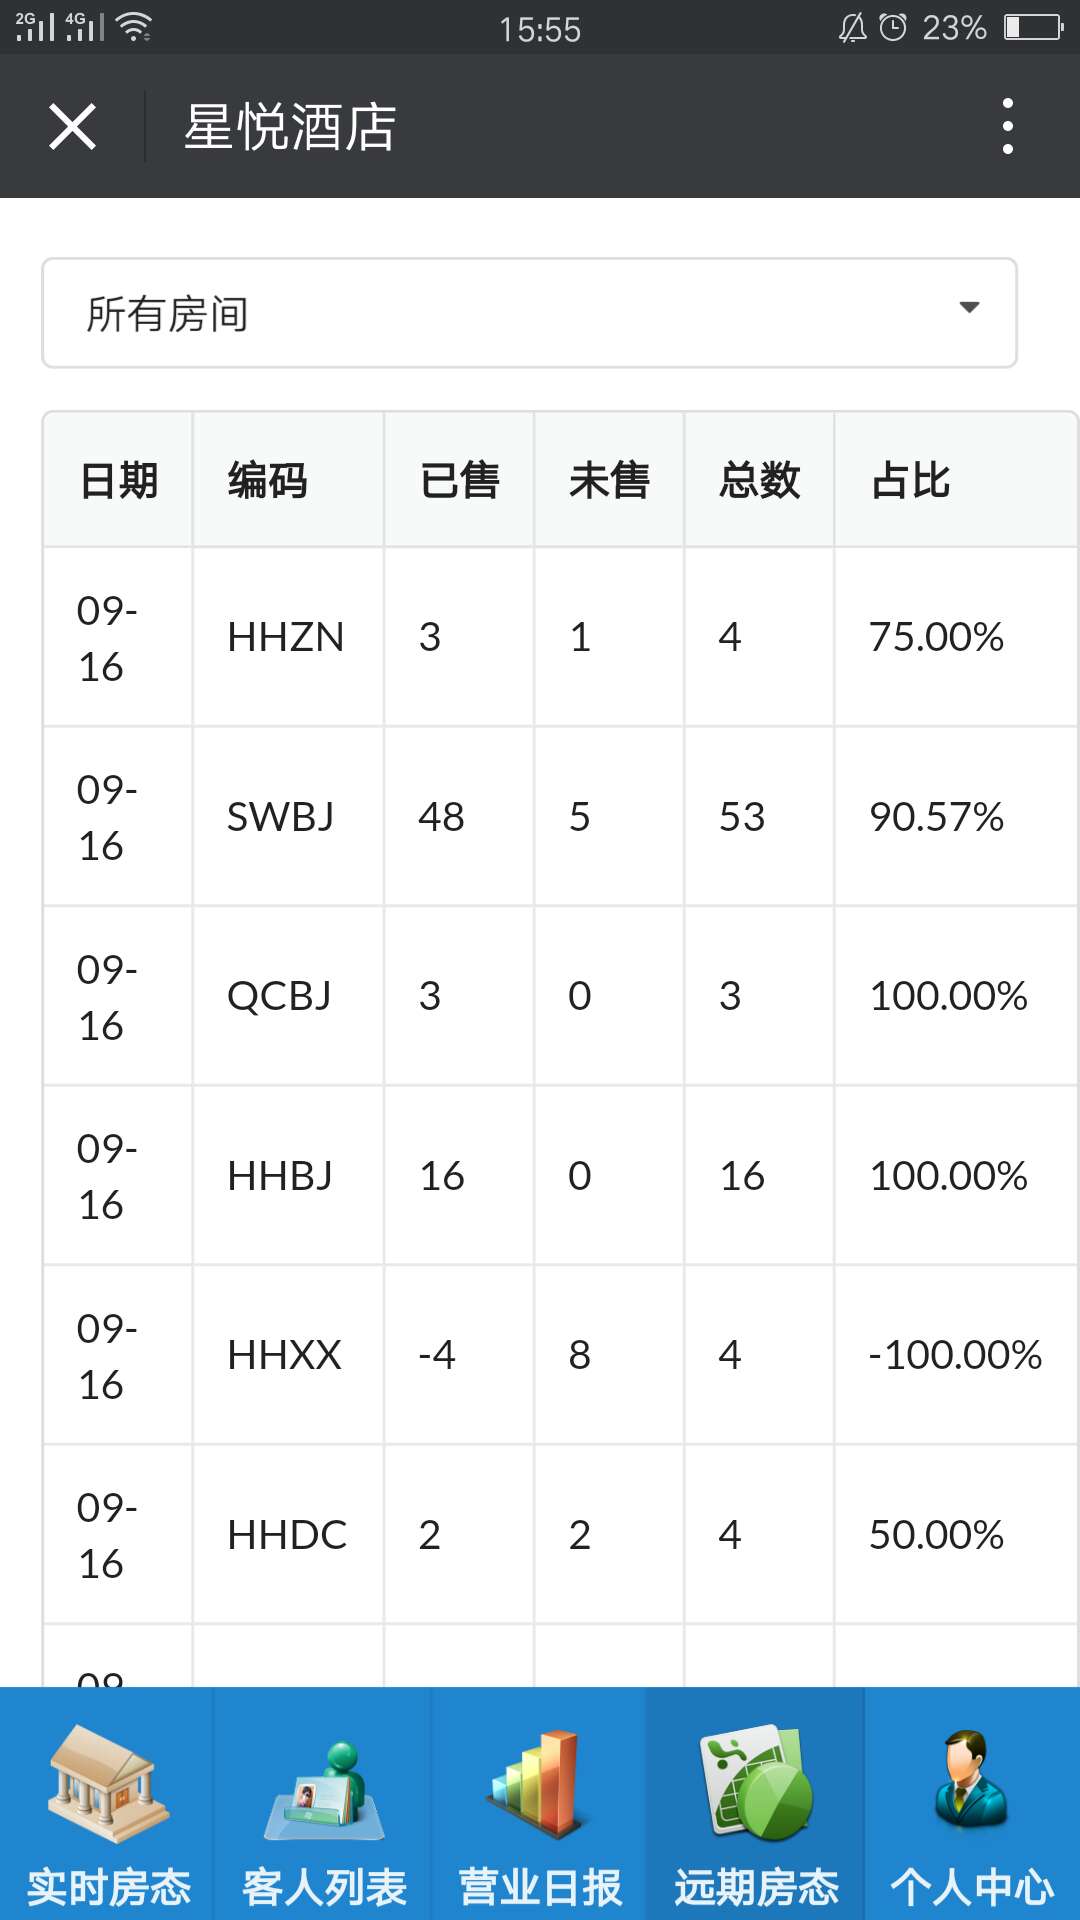 2G 4G 15:55 23%
星悦酒店
所有房间
日期 编码 已售 未售 总数 占比
09-
16 HHZN 3 1 4 75.00%
09-
16 SWBJ 48 5 53 90.57%
09-
16 QCBJ 3 0 3 100.00%
09-
16 HHBJ 16 0 16 100.00%
09-
16 HHXX -4 8 4 -100.00%
09-
16 HHDC 2 2 4 50.00%
实时房态 客人列表 营业日报 远期房态 个人中心